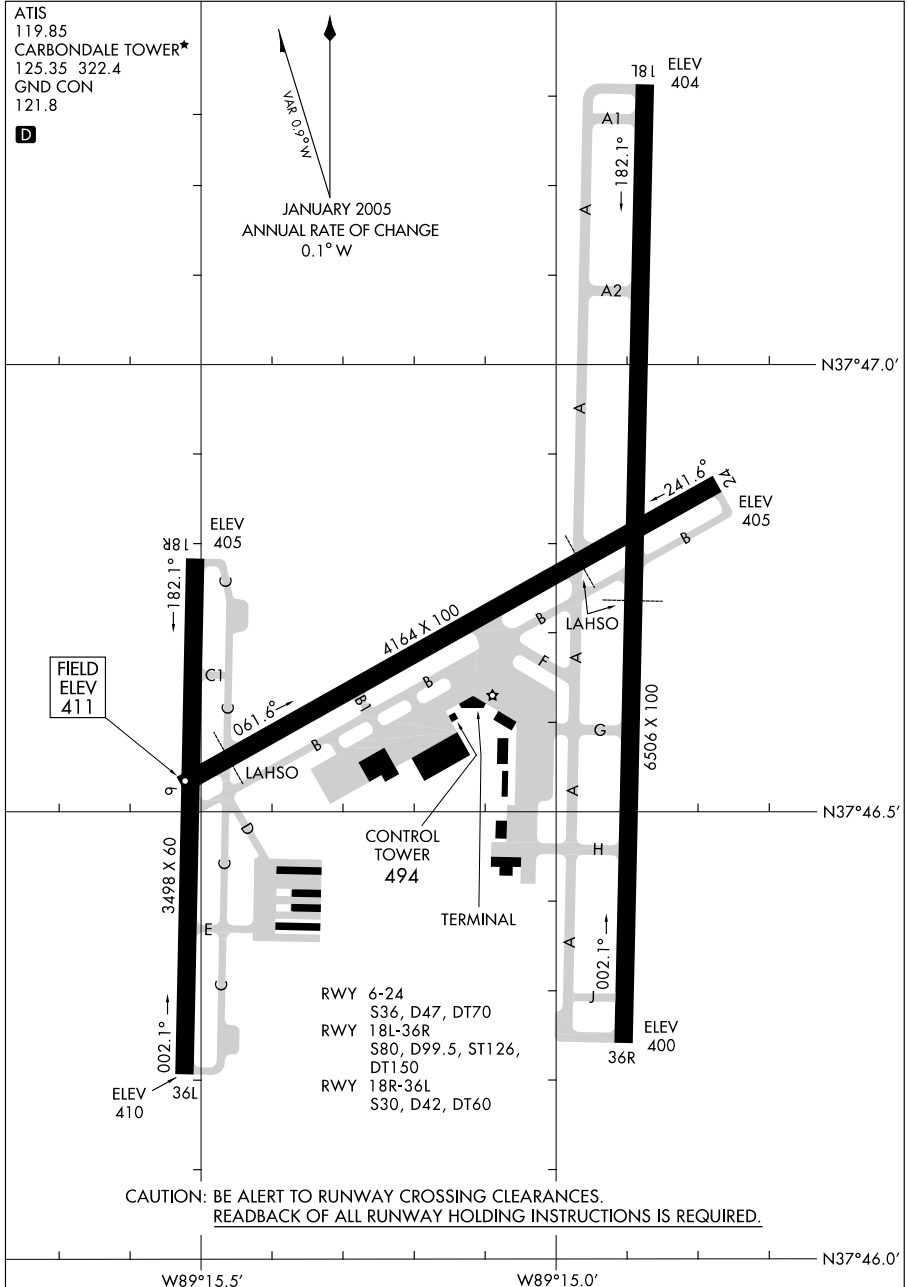 ATIS
119.85
CARBONDALE TOWER★
125.35 322.4
GND CON
121.8
D
VAR 0.9° W
JANUARY 2005
ANNUAL RATE OF CHANGE
0.1° W
18L
ELEV
404
A1
182.1°
A
A2
N37°47.0'
A
241.6°
24
ELEV
405
B
18R
ELEV
405
182.1°
C
4164 X 100
B
LAHSO
F
A
FIELD
ELEV
411
C1
C
061.6°
B1
B
B
G
6506 X 100
LAHSO
6
A
N37°46.5'
CONTROL
TOWER
494
D
H
3498 X 60
C
TERMINAL
E
A
002.1°
C
J
002.1°
RWY 6-24
S36, D47, DT70
RWY 18L-36R
S80, D99.5, ST126,
DT150
RWY 18R-36L
S30, D42, DT60
36R
ELEV
400
ELEV
410
36L
CAUTION: BE ALERT TO RUNWAY CROSSING CLEARANCES.
READBACK OF ALL RUNWAY HOLDING INSTRUCTIONS IS REQUIRED.
N37°46.0'
W89°15.5'
W89°15.0'